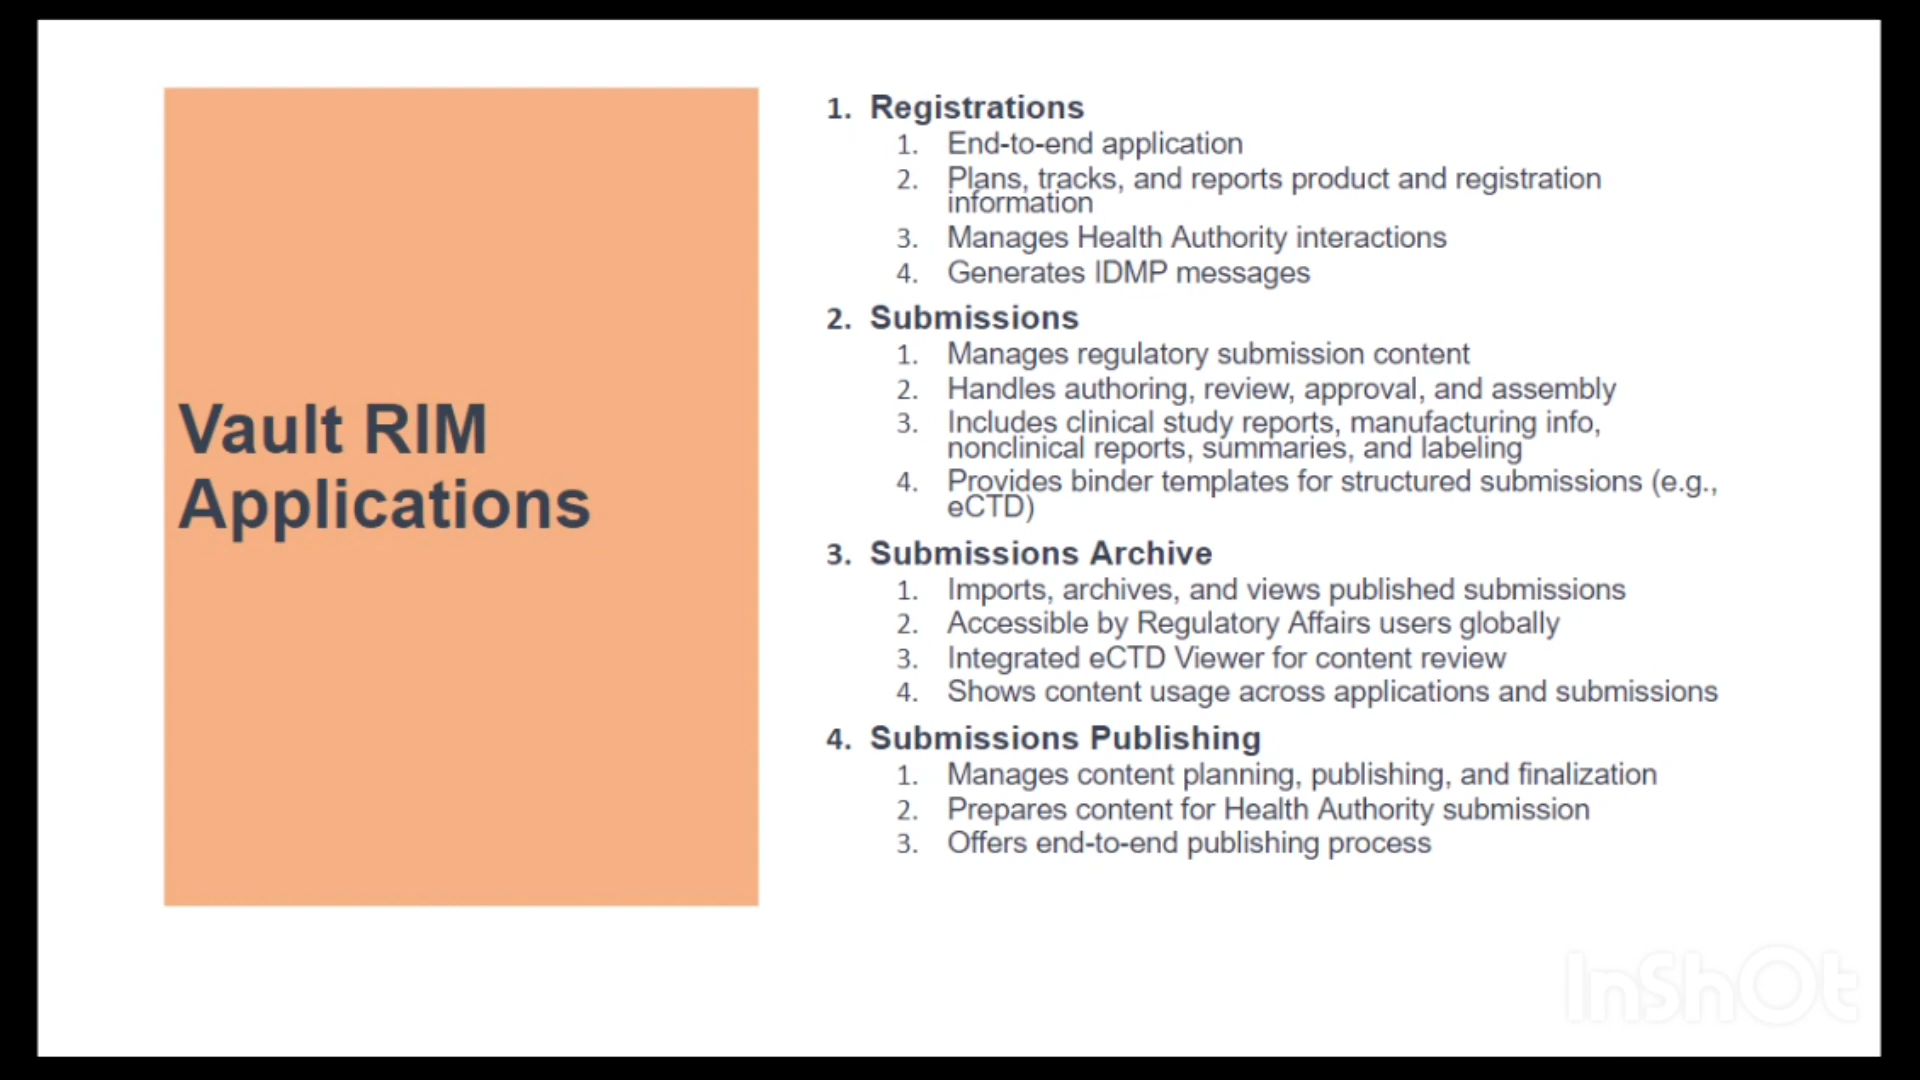 Vault RIM
Applications
1. Registrations
1. End-to-end application
2. Plans, tracks, and reports product and registration
information
3. Manages Health Authority interactions
4. Generates IDMP messages
2. Submissions
1. Manages regulatory submission content
2. Handles authoring, review, approval, and assembly
3. Includes clinical study reports, manufacturing info,
nonclinical reports, summaries, and labeling
4. Provides binder templates for structured submissions (e.g.,
eCTD)
3. Submissions Archive
1. Imports, archives, and views published submissions
2. Accessible by Regulatory Affairs users globally
3. Integrated eCTD Viewer for content review
4. Shows content usage across applications and submissions
4. Submissions Publishing
1. Manages content planning, publishing, and finalization
2. Prepares content for Health Authority submission
3. Offers end-to-end publishing process
InShOt